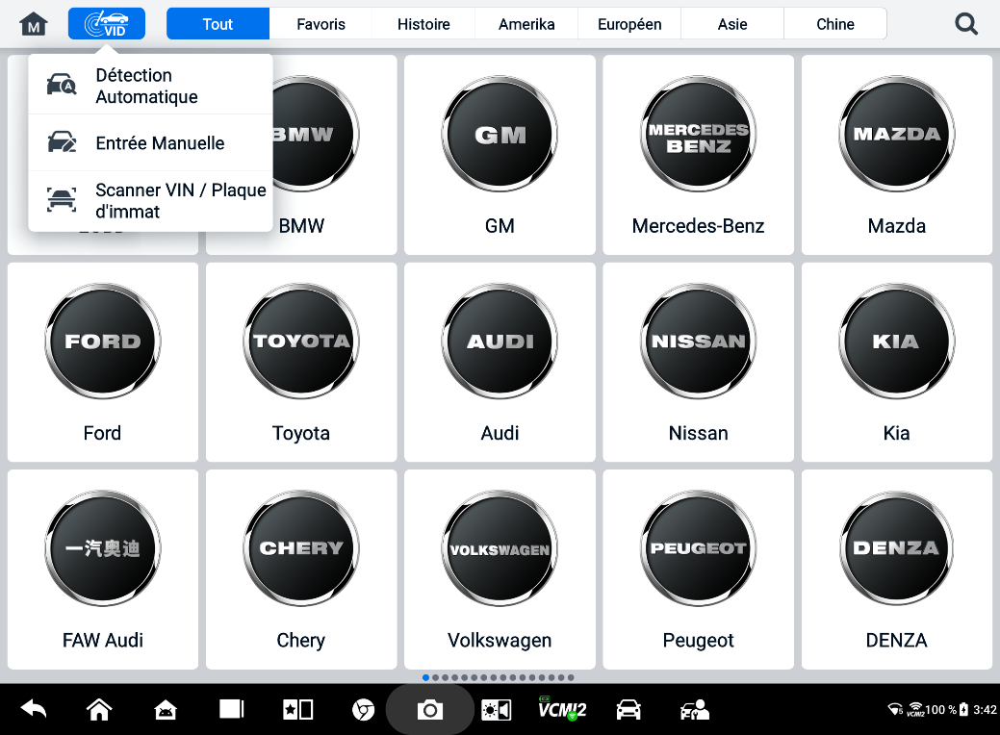 M
VID
Tout
Favoris
Histoire
Amerika
Européen
Asie
Chine
Détection
Automatique
Entrée Manuelle
Scanner VIN / Plaque
d'immat
BMW
BMW
GM
GM
MERCEDES
BENZ
Mercedes-Benz
MAZDA
Mazda
FORD
Ford
TOYOTA
Toyota
AUDI
Audi
NISSAN
Nissan
KIA
Kia
一汽奥迪
FAW Audi
CHERY
Chery
VOLKSWAGEN
Volkswagen
PEUGEOT
Peugeot
DENZA
DENZA
VCMI2
5
VCMI2
100 %
3:42